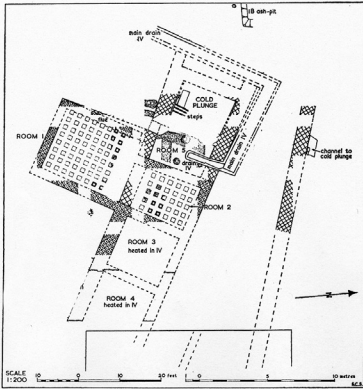 1B ash-pit
main drain
IV
COLD
PLUNGE
steps
flue
ROOM 1
ROOM
main drain IV
drain
IV
channel to
cold plunge
ROOM 2
ROOM 3
heated in IV
ROOM 4
heated in IV
N
SCALE
1:200
10 0 10 20 feet 0 5 10 metres